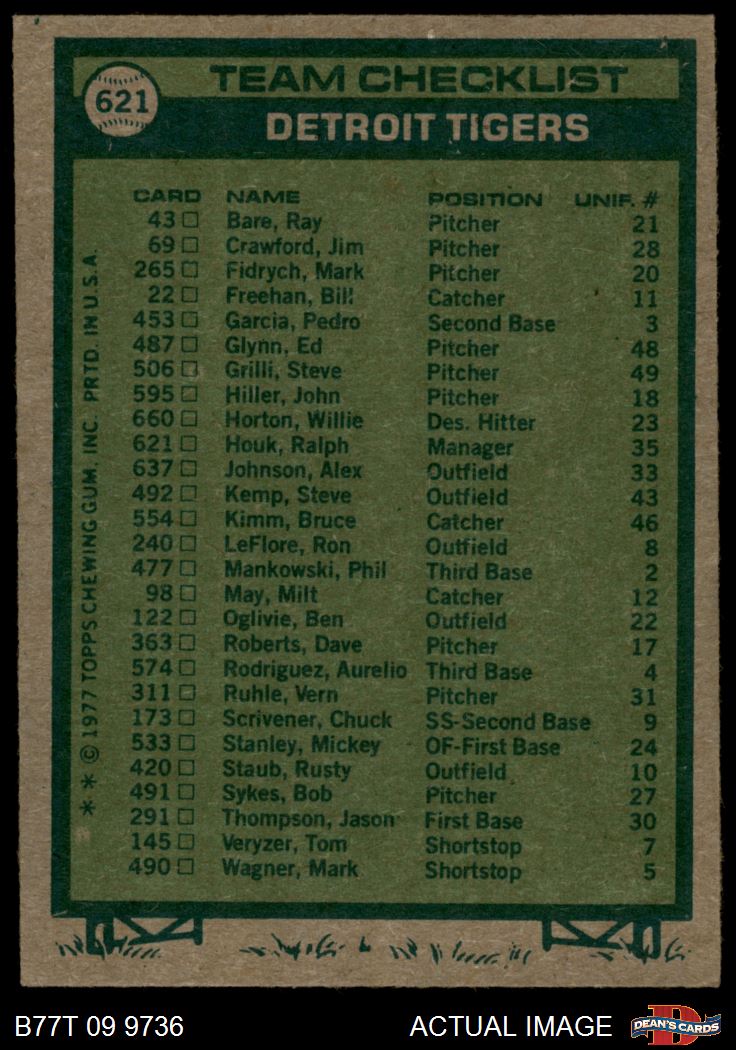 621
TEAM CHECKLIST
DETROIT TIGERS
CARD NAME POSITION UNIF. #
43 Bare, Ray Pitcher 21
69 Crawford, Jim Pitcher 28
265 Fidrych, Mark Pitcher 20
22 Freehan, Bill Catcher 11
453 Garcia, Pedro Second Base 3
487 Glynn, Ed Pitcher 48
506 Grilli, Steve Pitcher 49
595 Hiller, John Pitcher 18
660 Horton, Willie Des. Hitter 23
621 Houk, Ralph Manager 35
637 Johnson, Alex Outfield 33
492 Kemp, Steve Outfield 43
554 Kimm, Bruce Catcher 46
240 LeFlore, Ron Outfield 8
477 Mankowski, Phil Third Base 2
98 May, Milt Catcher 12
122 Oglivie, Ben Outfield 22
363 Roberts, Dave Pitcher 17
574 Rodriguez, Aurelio Third Base 4
311 Ruhle, Vern Pitcher 31
173 Scrivener, Chuck SS-Second Base 9
533 Stanley, Mickey OF-First Base 24
420 Staub, Rusty Outfield 10
491 Sykes, Bob Pitcher 27
291 Thompson, Jason First Base 30
145 Veryzer, Tom Shortstop 7
490 Wagner, Mark Shortstop 5
* * © 1977 TOPPS CHEWING GUM, INC. PRTD. IN U.S.A.
B77T 09 9736 ACTUAL IMAGE
DEAN'S CARDS